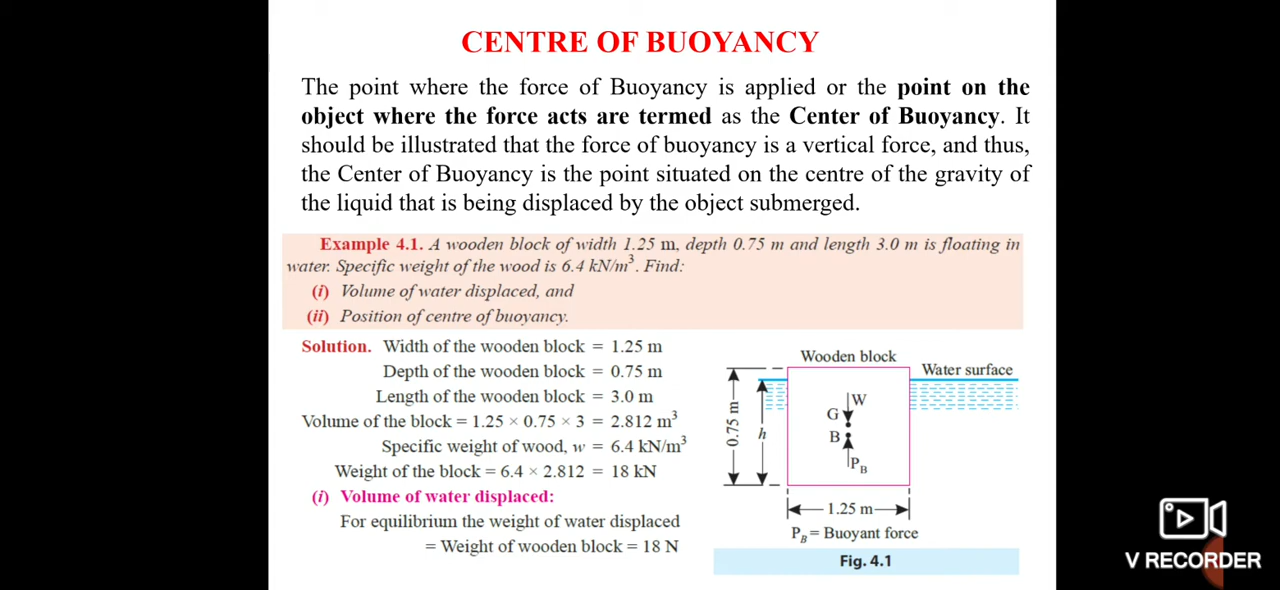 CENTRE OF BUOYANCY
The point where the force of Buoyancy is applied or the point on the
object where the force acts are termed as the Center of Buoyancy. It
should be illustrated that the force of buoyancy is a vertical force, and thus,
the Center of Buoyancy is the point situated on the centre of the gravity of
the liquid that is being displaced by the object submerged.
Example 4.1. A wooden block of width 1.25 m, depth 0.75 m and length 3.0 m is floating in
water. Specific weight of the wood is 6.4 kN/m³. Find:
(i) Volume of water displaced, and
(ii) Position of centre of buoyancy.
Solution. Width of the wooden block = 1.25 m
Depth of the wooden block = 0.75 m
Length of the wooden block = 3.0 m
Volume of the block = 1.25 × 0.75 × 3 = 2.812 m³
Specific weight of wood, w = 6.4 kN/m³
Weight of the block = 6.4 × 2.812 = 18 kN
(i) Volume of water displaced:
For equilibrium the weight of water displaced
= Weight of wooden block = 18 N
Wooden block
Water surface
0.75 m
h
W
G
B
P_B
1.25 m
P_B = Buoyant force
Fig. 4.1
V RECORDER